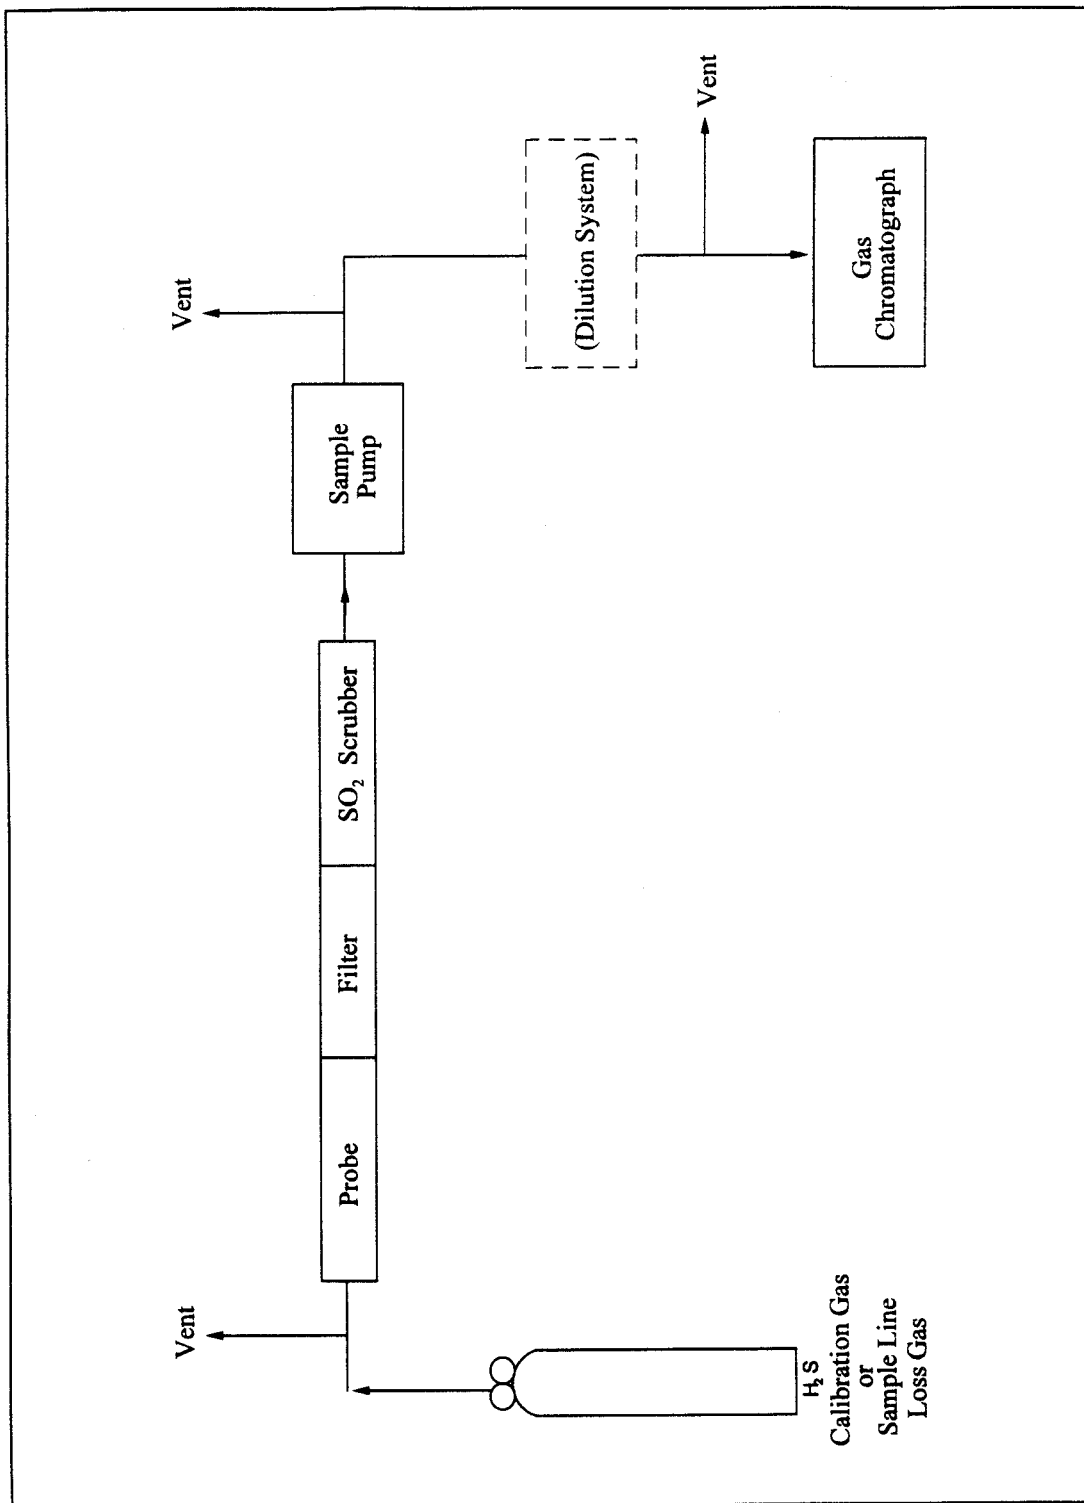 Vent
H₂S
Calibration Gas
or
Sample Line
Loss Gas
Probe
Filter
SO₂ Scrubber
Sample
Pump
Vent
(Dilution System)
Vent
Gas
Chromatograph